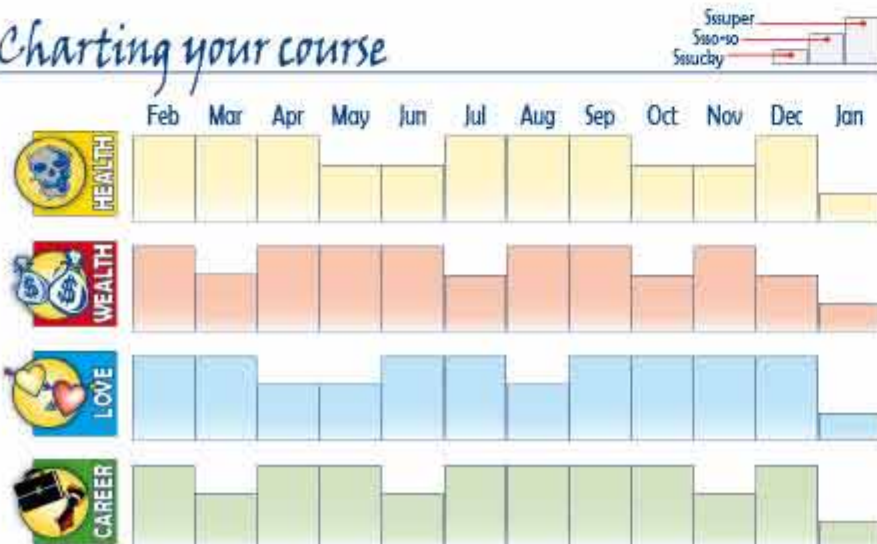 Charting your course
Sssuper
Ssso-so
Sssucky
Feb Mar Apr May Jun Jul Aug Sep Oct Nov Dec Jan
HEALTH
$ $
WEALTH
LOVE
CAREER